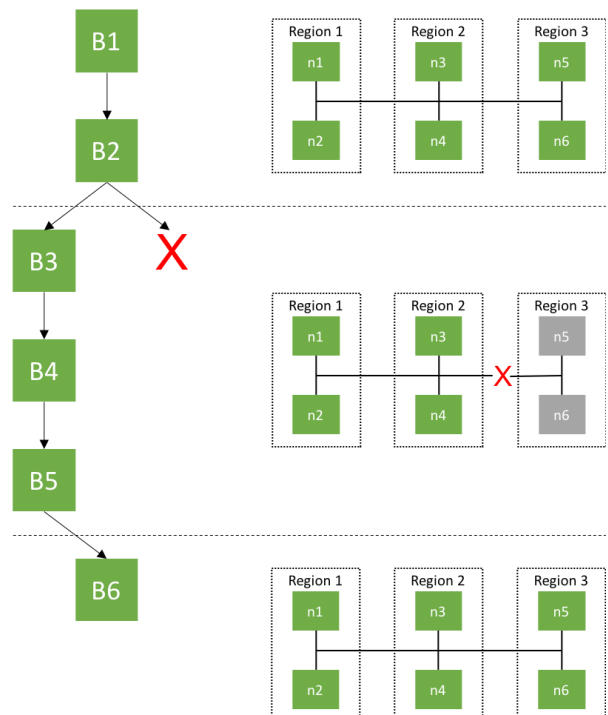 B1
Region 1 Region 2 Region 3
n1 n3 n5
n2 n4 n6
B2
B3 X
Region 1 Region 2 Region 3
n1 n3 n5
X
n2 n4 n6
B4
B5
B6
Region 1 Region 2 Region 3
n1 n3 n5
n2 n4 n6